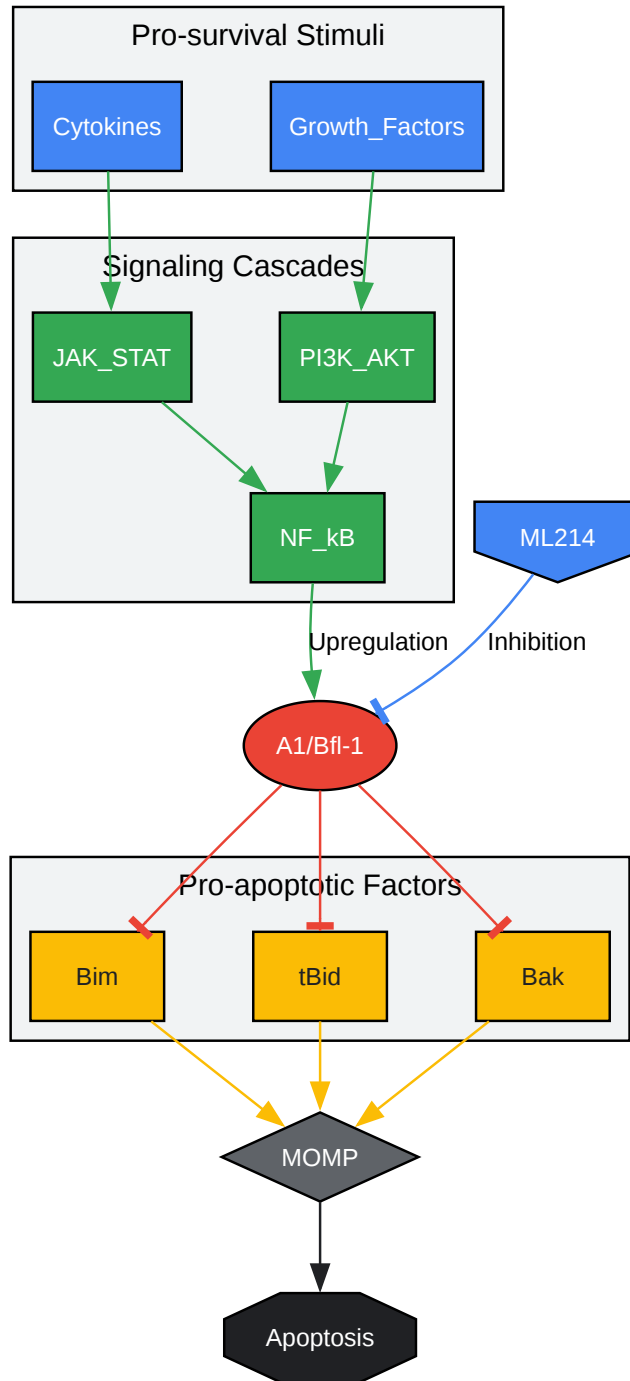 Pro-survival Stimuli
Cytokines
Growth_Factors
Signaling Cascades
JAK_STAT
PI3K_AKT
NF_kB
ML214
Upregulation
Inhibition
A1/Bfl-1
Pro-apoptotic Factors
Bim
tBid
Bak
MOMP
Apoptosis